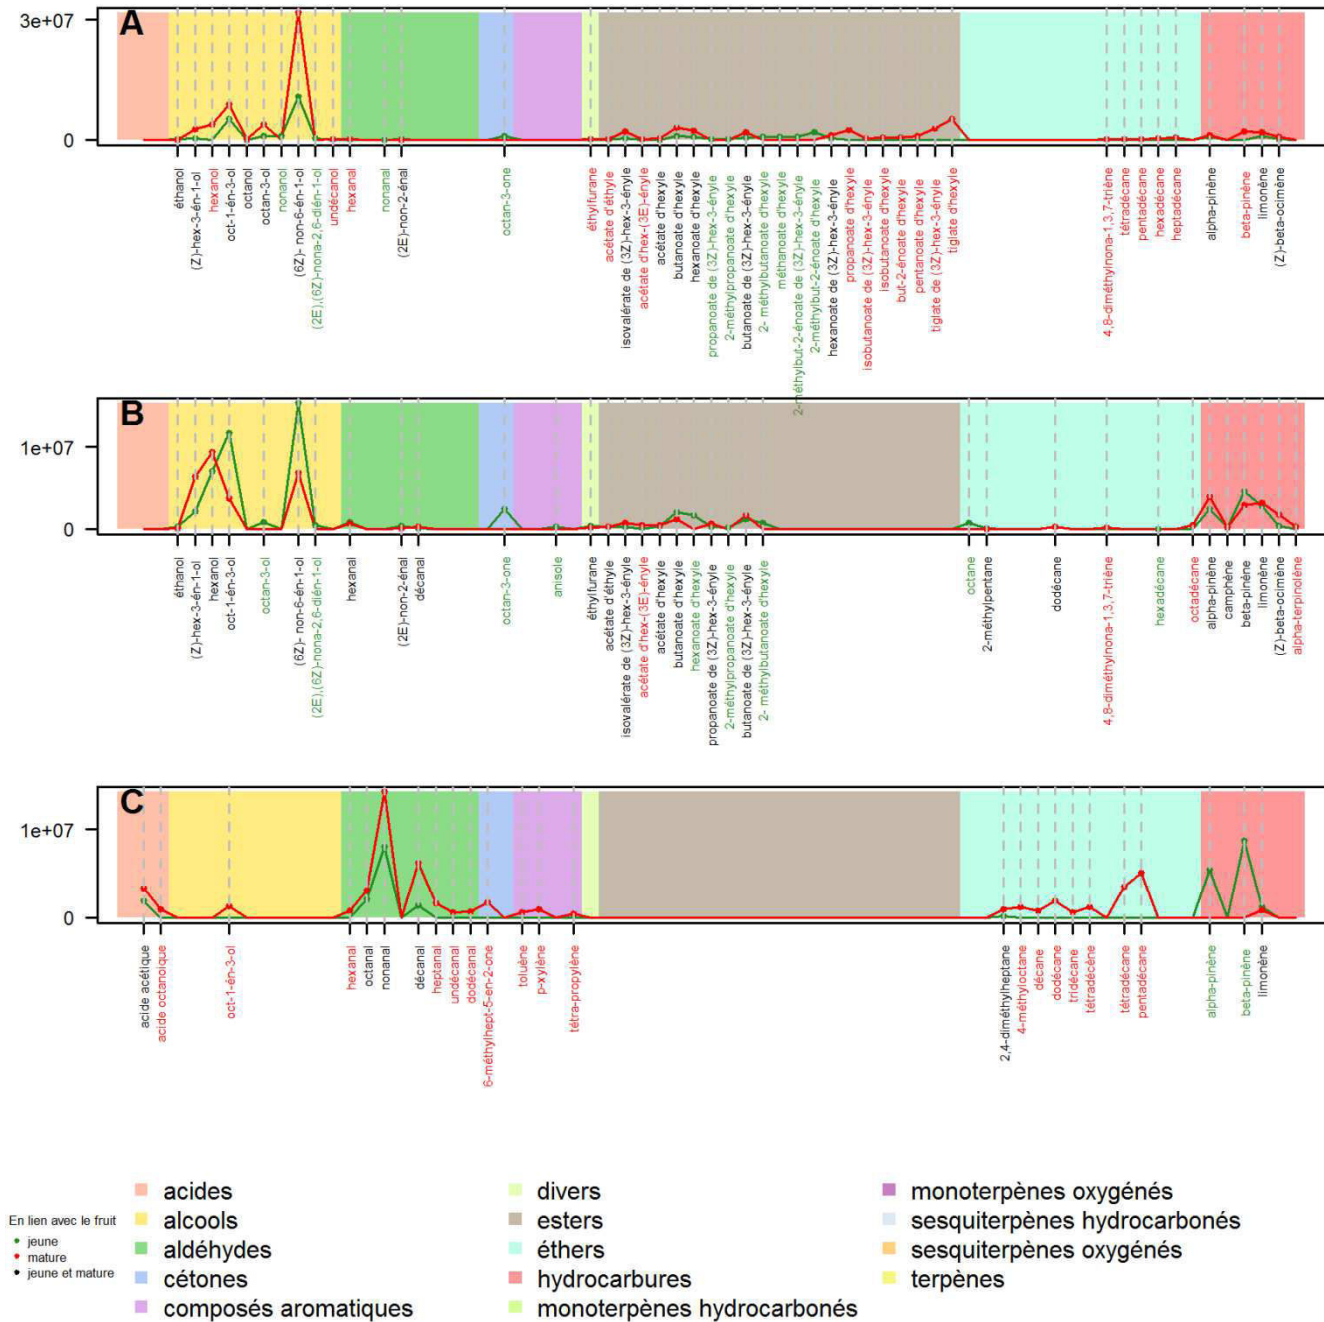 A
3e+07
0
éthanol
(Z)-hex-3-én-1-ol
hexanol
oct-1-én-3-ol
octanol
octan-3-ol
nonanol
(6Z)- non-6-én-1-ol
(2E),(6Z)-nona-2,6-dién-1-ol
undécanol
hexanal
nonanal
(2E)-non-2-énal
octan-3-one
éthylfurane
acétate d'éthyle
isovalérate de (3Z)-hex-3-ényle
acétate d'hex-(3E)-ényle
acétate d'hexyle
butanoate d'hexyle
hexanoate d'hexyle
propanoate de (3Z)-hex-3-ényle
2-méthylpropanoate d'hexyle
butanoate de (3Z)-hex-3-ényle
2- méthylbutanoate d'hexyle
méthanoate d'hexyle
2-méthylbut-2-énoate de (3Z)-hex-3-ényle
2-méthylbut-2-énoate d'hexyle
hexanoate de (3Z)-hex-3-ényle
propanoate d'hexyle
isobutanoate de (3Z)-hex-3-ényle
isobutanoate d'hexyle
but-2-énoate d'hexyle
pentanoate d'hexyle
tiglate de (3Z)-hex-3-ényle
tiglate d'hexyle
4,8-diméthylnona-1,3,7-triène
tétradécane
pentadécane
hexadécane
heptadécane
alpha-pinène
beta-pinène
limonène
(Z)-beta-ocimène
B
1e+07
0
éthanol
(Z)-hex-3-én-1-ol
hexanol
oct-1-én-3-ol
octan-3-ol
(6Z)- non-6-én-1-ol
(2E),(6Z)-nona-2,6-dién-1-ol
hexanal
(2E)-non-2-énal
décanal
octan-3-one
anisole
éthylfurane
acétate d'éthyle
isovalérate de (3Z)-hex-3-ényle
acétate d'hex-(3E)-ényle
acétate d'hexyle
butanoate d'hexyle
hexanoate d'hexyle
propanoate de (3Z)-hex-3-ényle
2-méthylpropanoate d'hexyle
butanoate de (3Z)-hex-3-ényle
2- méthylbutanoate d'hexyle
octane
2-méthylpentane
dodécane
4,8-diméthylnona-1,3,7-triène
hexadécane
octadécane
alpha-pinène
camphène
beta-pinène
limonène
(Z)-beta-ocimène
alpha-terpinolène
C
1e+07
0
acide acétique
acide octanoique
oct-1-én-3-ol
hexanal
octanal
nonanal
décanal
heptanal
undécanal
dodécanal
6-méthylhept-5-en-2-one
toluène
p-xylène
tétra-propylène
2,4-diméthylheptane
4-méthyloctane
décane
dodécane
tridécane
tétradécène
tétradécane
pentadécane
alpha-pinène
beta-pinène
limonène
En lien avec le fruit
jeune
mature
jeune et mature
acides
alcools
aldéhydes
cétones
composés aromatiques
divers
esters
éthers
hydrocarbures
monoterpènes hydrocarbonés
monoterpènes oxygénés
sesquiterpènes hydrocarbonés
sesquiterpènes oxygénés
terpènes